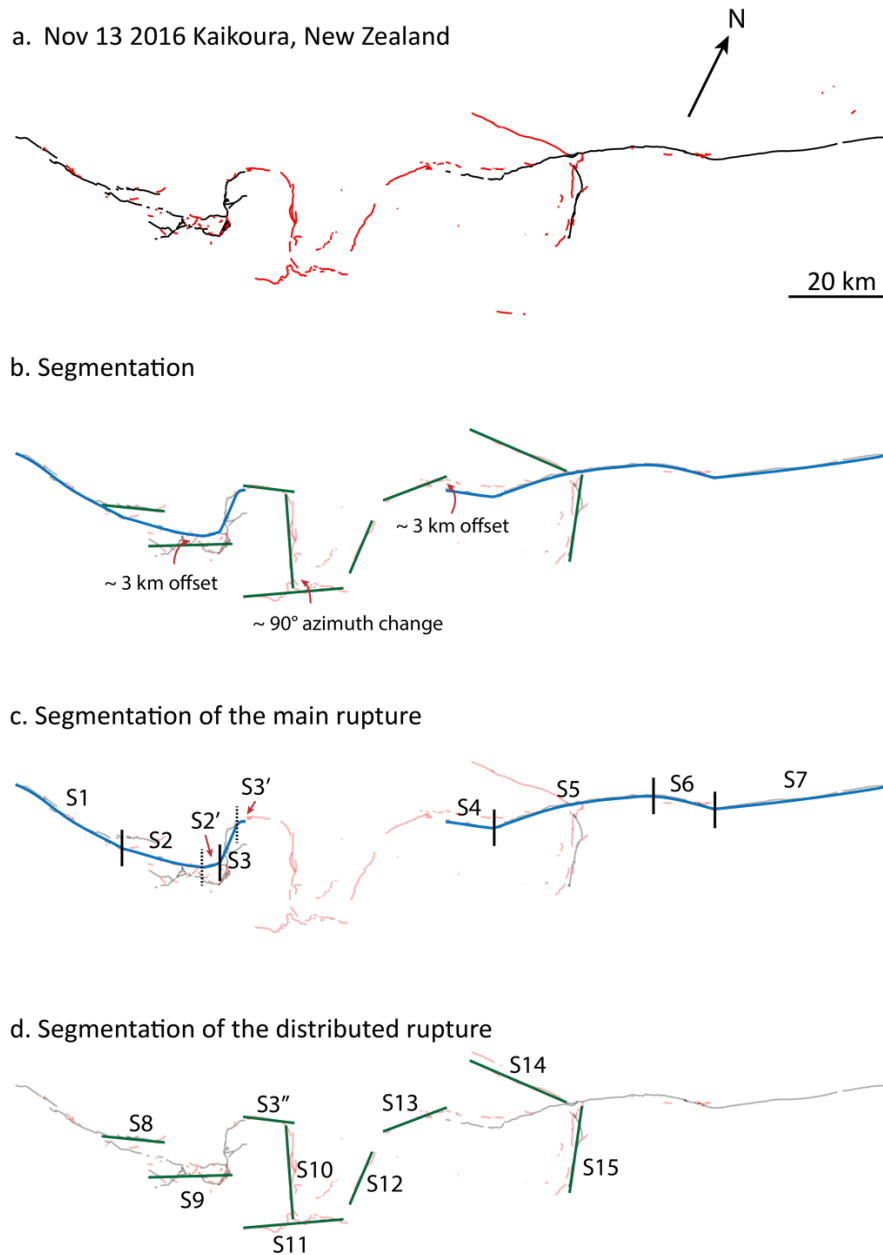 a. Nov 13 2016 Kaikoura, New Zealand
N
20 km
b. Segmentation
~ 3 km offset
~ 3 km offset
~ 90° azimuth change
c. Segmentation of the main rupture
S1
S2
S2′
S3′
S3
S4
S5
S6
S7
d. Segmentation of the distributed rupture
S8
S9
S3″
S10
S11
S12
S13
S14
S15